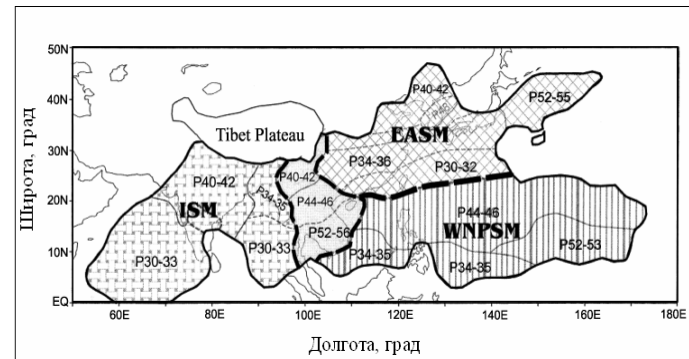 50N
40N
30N
20N
10N
EQ
Широта, град
Tibet Plateau
P40-42
P52-55
EASM
P34-36
P30-32
I
P40-42
P40-42
P34-35
P44-46
ISM
P52-56
P30-33
P30-33
P34-35
P44-46
WNPSM
P52-53
P34-35
60E
80E
100E
120E
140E
160E
180E
Долгота, град